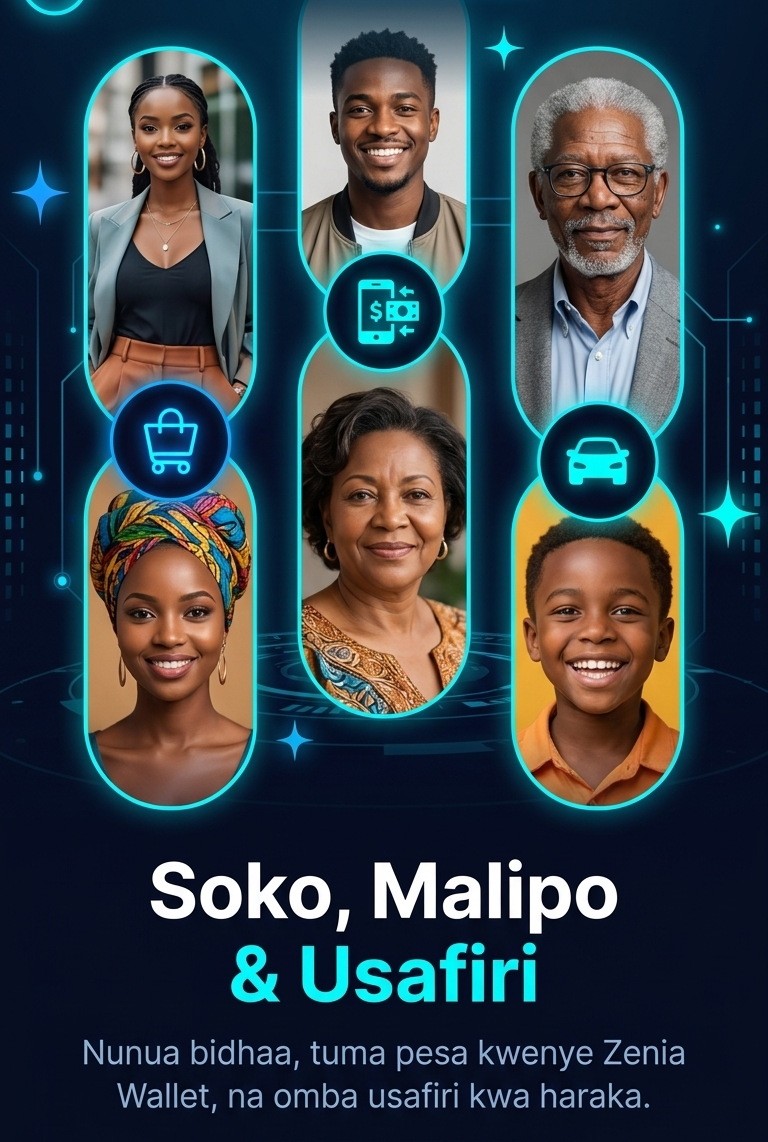 Soko, Malipo
& Usafiri
Nunua bidhaa, tuma pesa kwenye Zenia
Wallet, na omba usafiri kwa haraka.